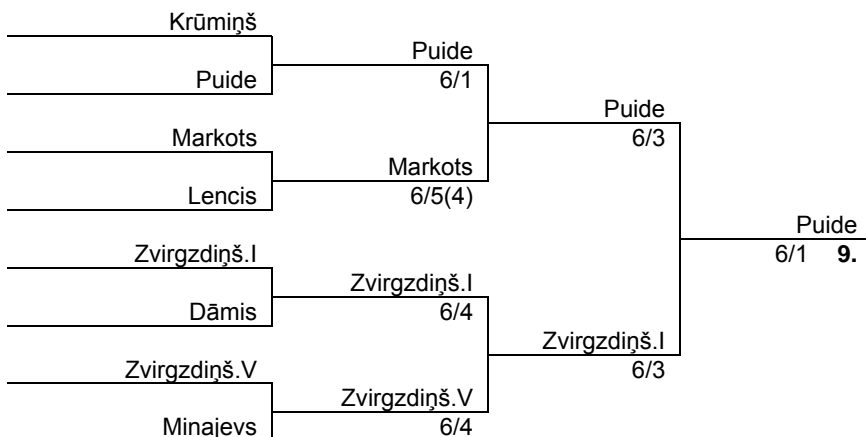 Krūmiņš
Puide
Puide
6/1
Puide
6/3
Markots
Markots
Lencis
6/5(4)
Puide
6/1 9.
Zvirgzdiņš.I
Zvirgzdiņš.I
Dāmis
6/4
Zvirgzdiņš.I
6/3
Zvirgzdiņš.V
Zvirgzdiņš.V
Minajevs
6/4